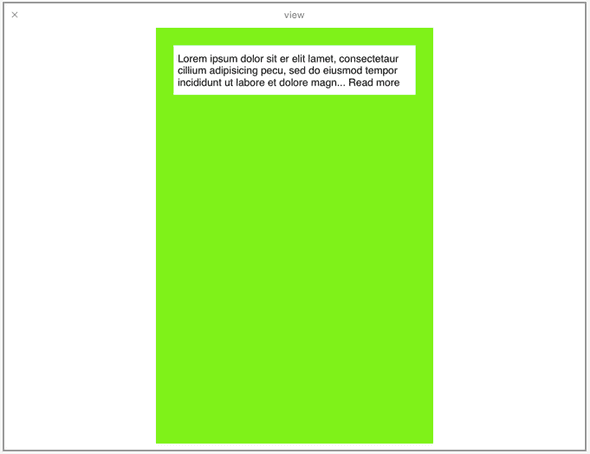 × view
Lorem ipsum dolor sit er elit lamet, consectetaur
cillium adipisicing pecu, sed do eiusmod tempor
incididunt ut labore et dolore magn... Read more